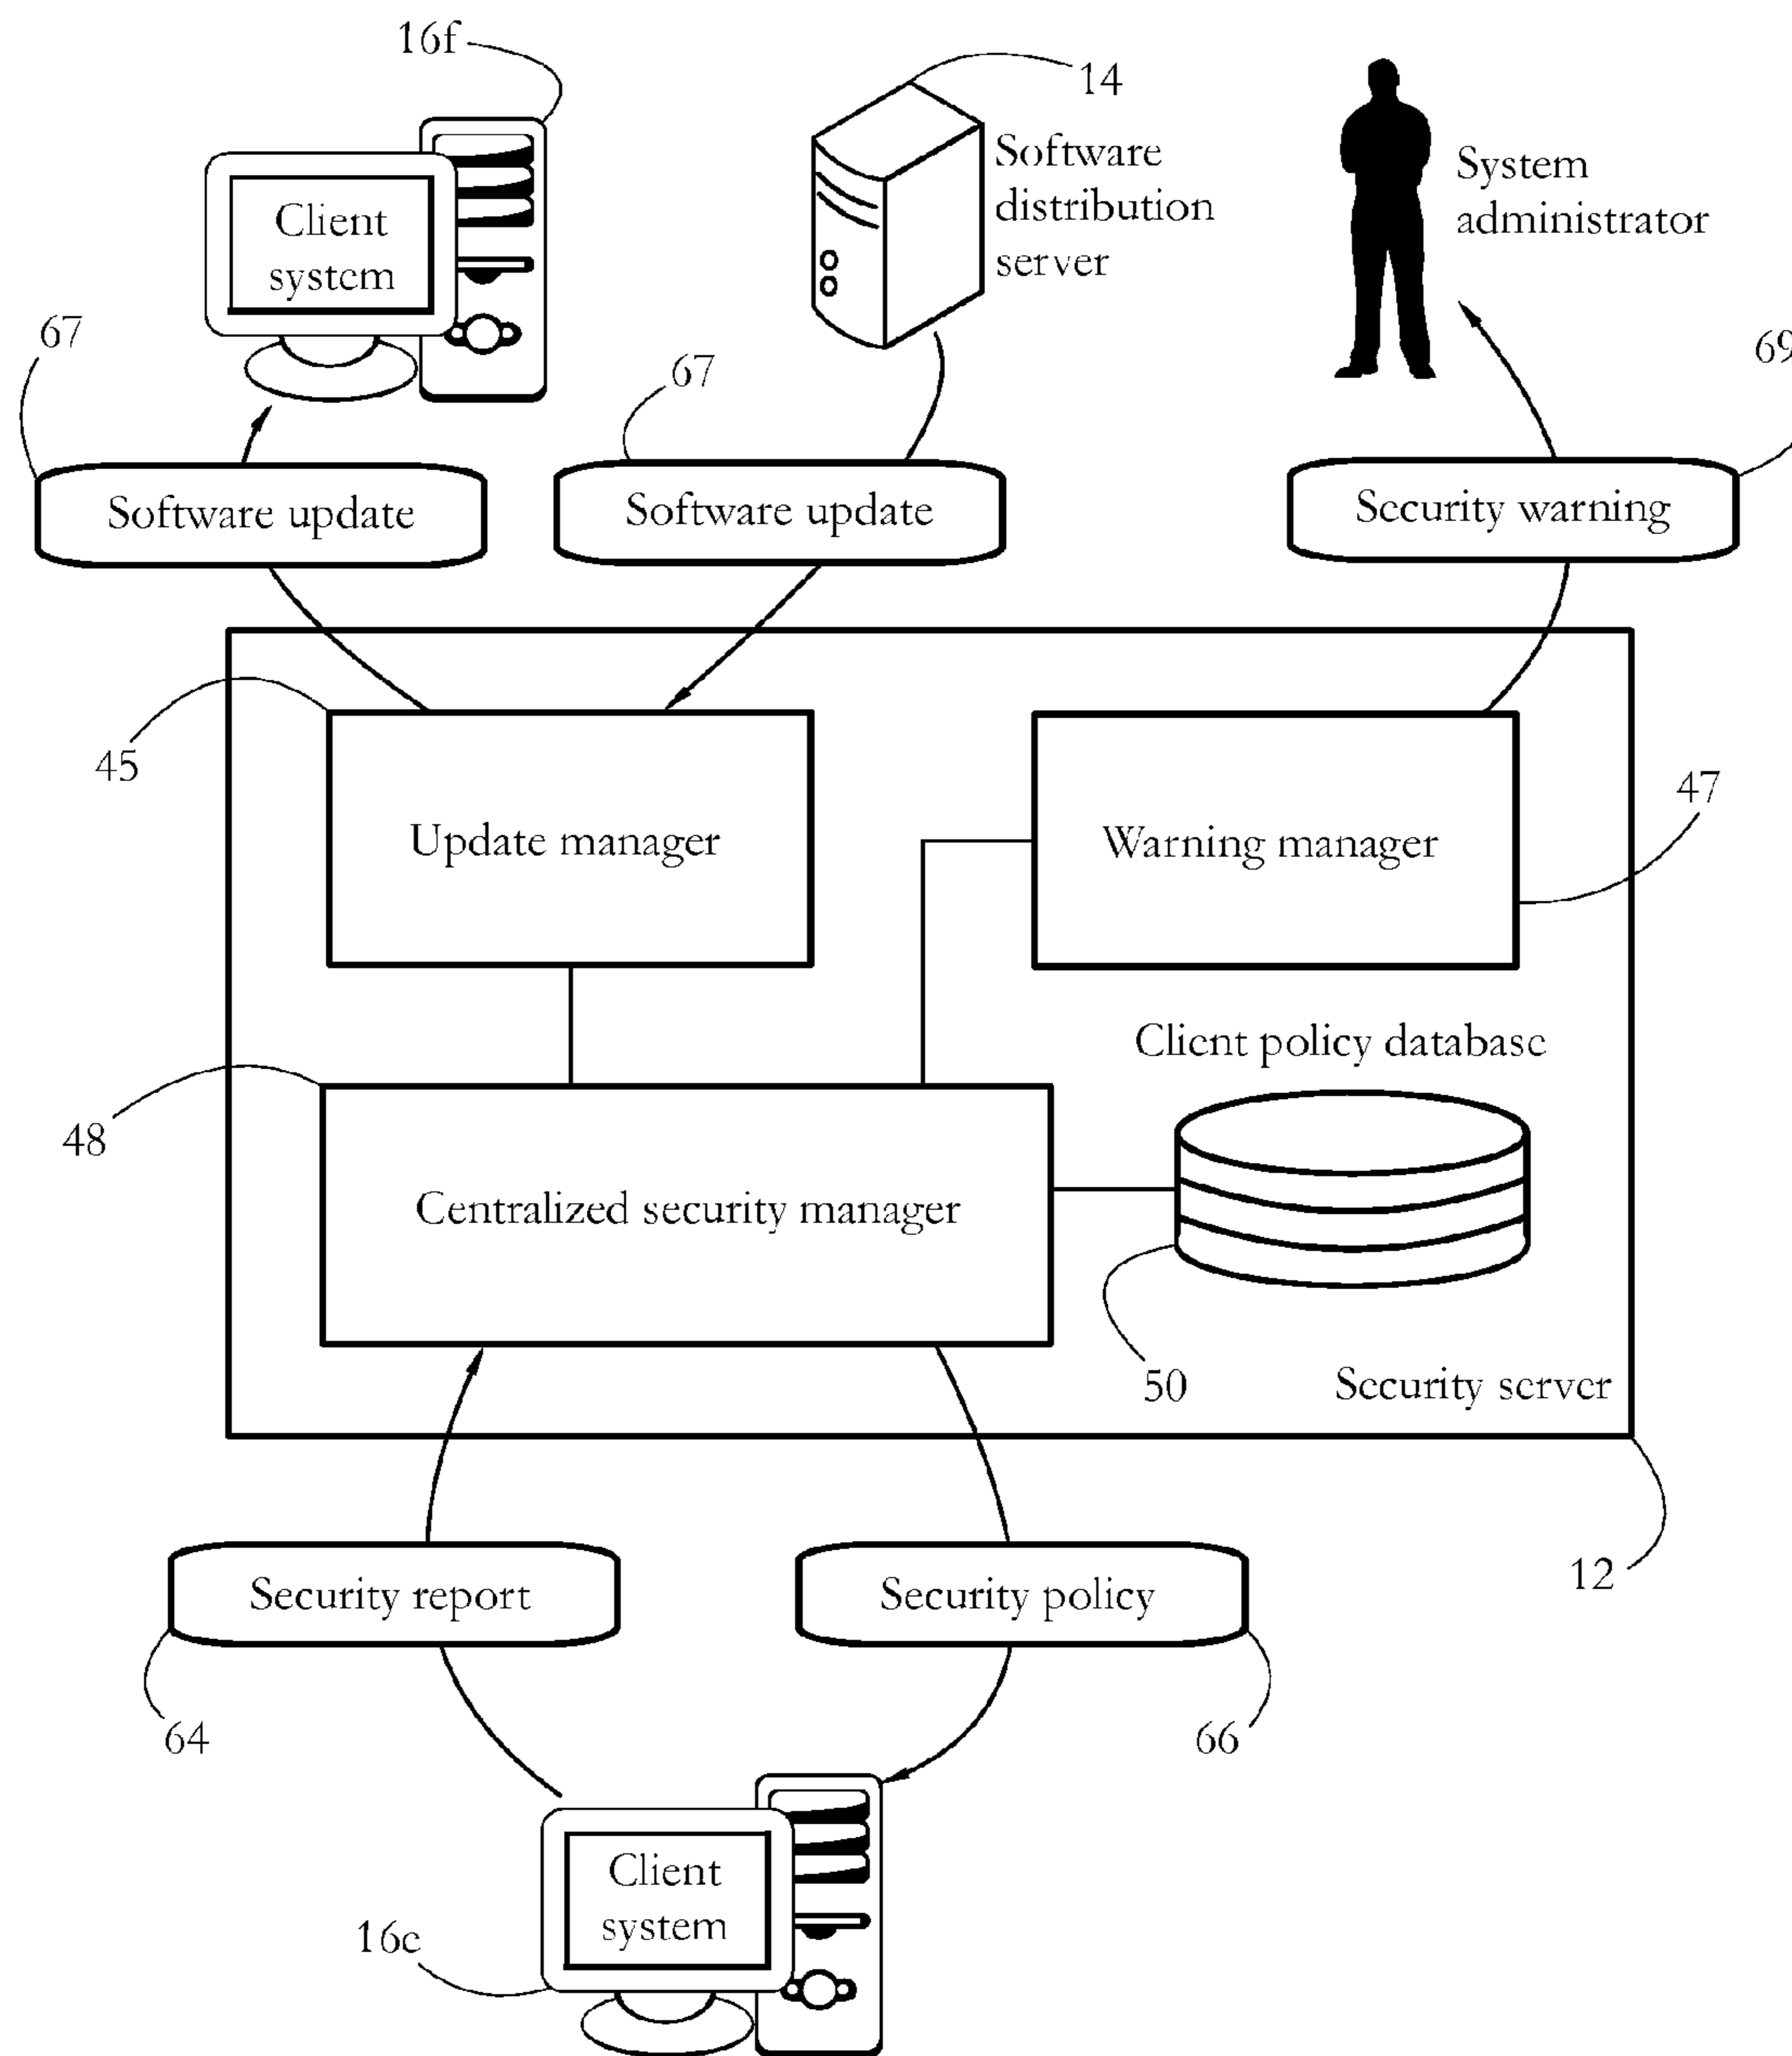 16f
14
Client
system
Software
distribution
server
System
administrator
67
67
69
Software update
Software update
Security warning
45
47
Update manager
Warning manager
Client policy database
48
Centralized security manager
50
Security server
12
Security report
Security policy
64
66
Client
system
16e